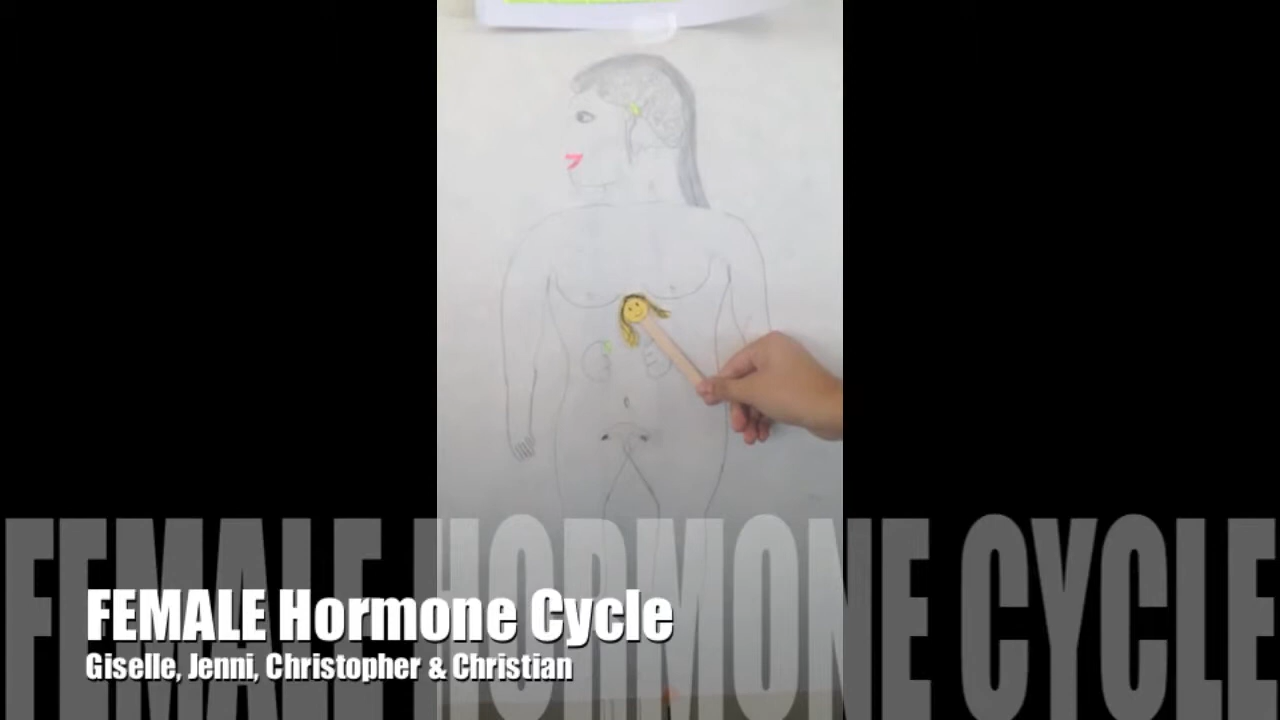 FEMALE HORMONE CYCLE
FEMALE Hormone Cycle
Giselle, Jenni, Christopher & Christian